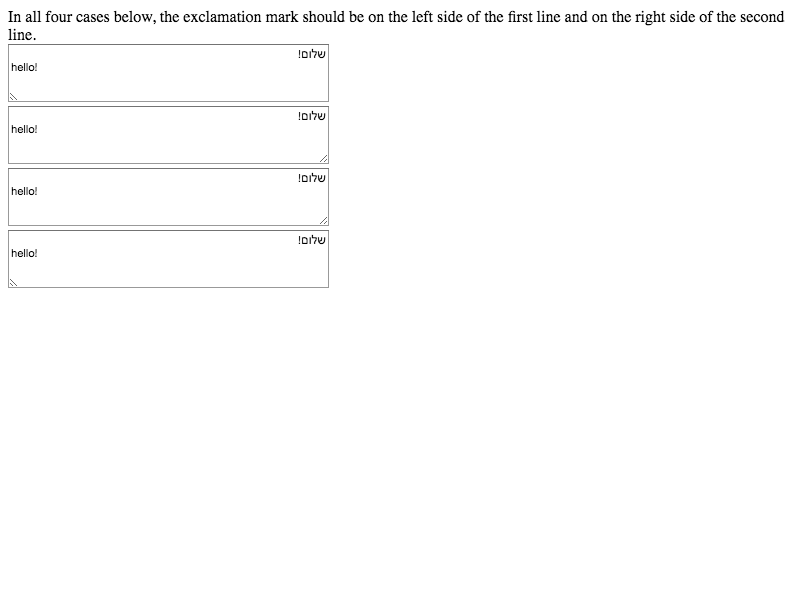 In all four cases below, the exclamation mark should be on the left side of the first line and on the right side of the second
line.
שלום!
hello!
שלום!
hello!
שלום!
hello!
שלום!
hello!